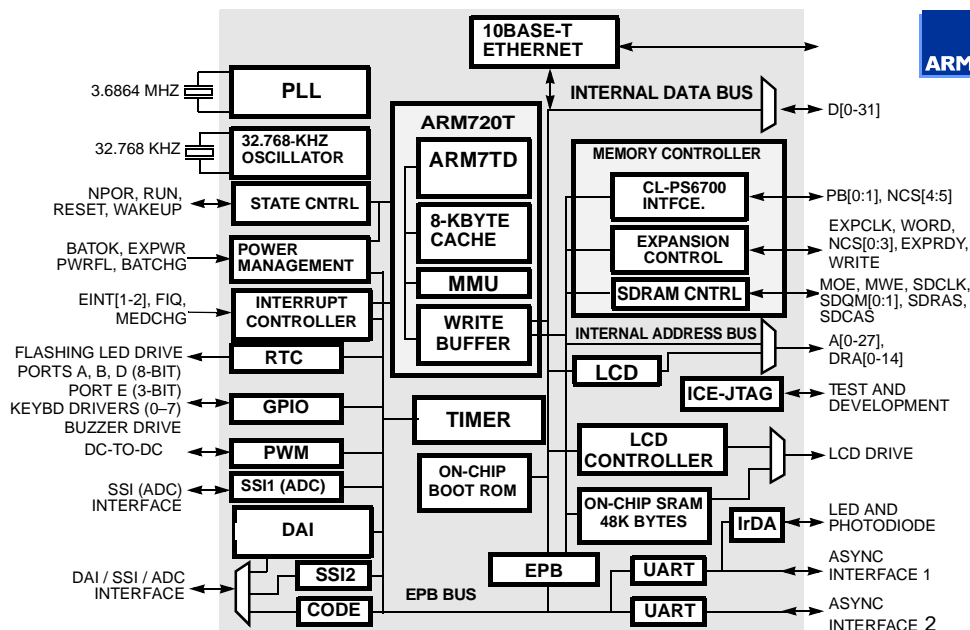 10BASE-T
ETHERNET
ARM
3.6864 MHZ
PLL
INTERNAL DATA BUS
D[0-31]
ARM720T
32.768 KHZ
32.768-KHZ
OSCILLATOR
ARM7TD
MEMORY CONTROLLER
CL-PS6700
INTFCE.
PB[0:1], NCS[4:5]
NPOR, RUN,
RESET, WAKEUP
STATE CNTRL
8-KBYTE
CACHE
EXPANSION
CONTROL
EXPCLK, WORD,
NCS[0:3], EXPRDY,
WRITE
BATOK, EXPWR
PWRFL, BATCHG
POWER
MANAGEMENT
MMU
SDRAM CNTRL
MOE, MWE, SDCLK,
SDQM[0:1], SDRAS,
SDCAS
EINT[1-2], FIQ,
MEDCHG
INTERRUPT
CONTROLLER
WRITE
BUFFER
INTERNAL ADDRESS BUS
A[0-27],
DRA[0-14]
FLASHING LED DRIVE
RTC
LCD
PORTS A, B, D (8-BIT)
PORT E (3-BIT)
KEYBD DRIVERS (0–7)
BUZZER DRIVE
GPIO
ICE-JTAG
TEST AND
DEVELOPMENT
TIMER
DC-TO-DC
PWM
LCD
CONTROLLER
LCD DRIVE
SSI (ADC)
INTERFACE
SSI1 (ADC)
ON-CHIP
BOOT ROM
ON-CHIP SRAM
48K BYTES
IrDA
LED AND
PHOTODIODE
DAI
DAI / SSI / ADC
INTERFACE
SSI2
EPB
UART
ASYNC
INTERFACE 1
EPB BUS
CODE
UART
ASYNC
INTERFACE 2